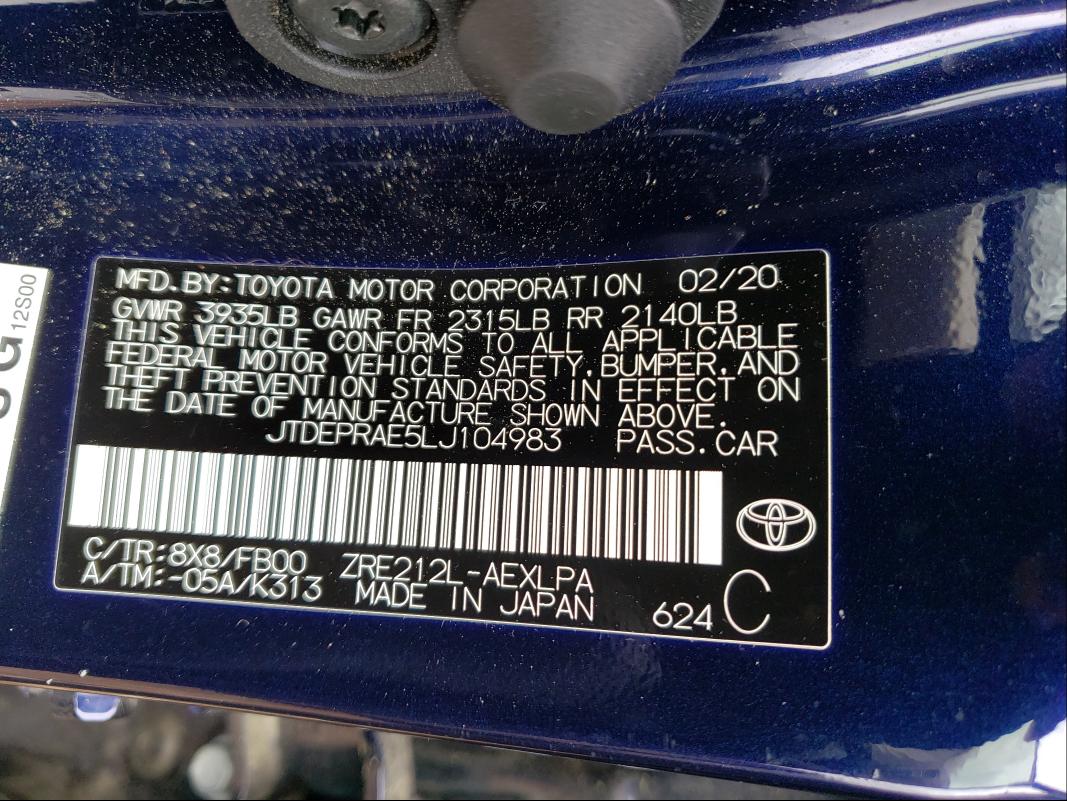 MFD.BY:TOYOTA MOTOR CORPORATION 02/20
GVWR 3935LB GAWR FR 2315LB RR 2140LB
THIS VEHICLE CONFORMS TO ALL APPLICABLE
FEDERAL MOTOR VEHICLE SAFETY,BUMPER,AND
THEFT PREVENTION STANDARDS IN EFFECT ON
THE DATE OF MANUFACTURE SHOWN ABOVE.
JTDEPRAE5LJ104983 PASS.CAR
C/TR:8X8/FB00 ZRE212L-AEXLPA
A/TM:-05A/K313 MADE IN JAPAN
624 C
12S00